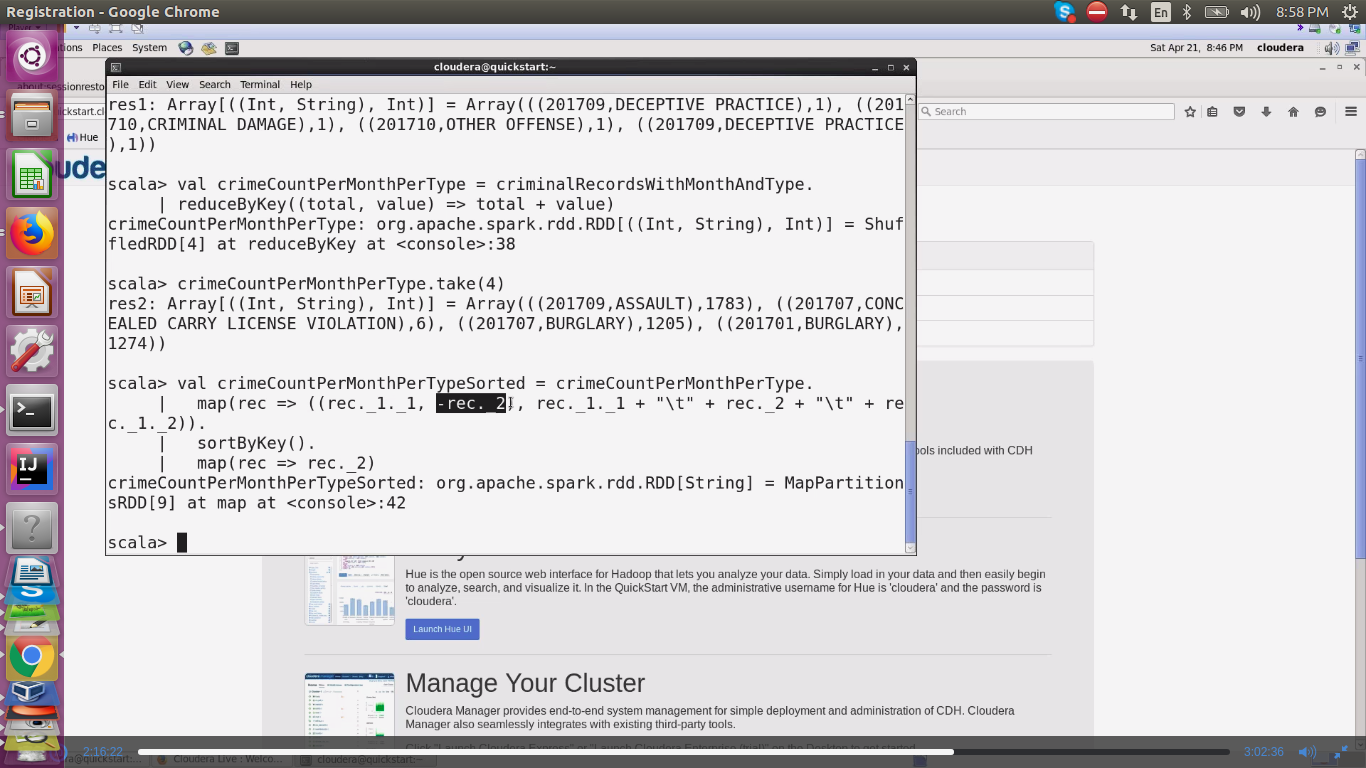 Registration - Google Chrome
En
8:58 PM
Places System
Sat Apr 21, 8:46 PM cloudera
cloudera@quickstart:~
File Edit View Search Terminal Help
Search
Hue
res1: Array[((Int, String), Int)] = Array(((201709,DECEPTIVE PRACTICE),1), ((201
710,CRIMINAL DAMAGE),1), ((201710,OTHER OFFENSE),1), ((201709,DECEPTIVE PRACTICE
),1))
scala> val crimeCountPerMonthPerType = criminalRecordsWithMonthAndType.
| reduceByKey((total, value) => total + value)
crimeCountPerMonthPerType: org.apache.spark.rdd.RDD[((Int, String), Int)] = Shuf
fledRDD[4] at reduceByKey at <console>:38
scala> crimeCountPerMonthPerType.take(4)
res2: Array[((Int, String), Int)] = Array(((201709,ASSAULT),1783), ((201707,CONC
EALED CARRY LICENSE VIOLATION),6), ((201707,BURGLARY),1205), ((201701,BURGLARY),
1274))
scala> val crimeCountPerMonthPerTypeSorted = crimeCountPerMonthPerType.
| map(rec => ((rec._1._1, -rec._2), rec._1._1 + "\t" + rec._2 + "\t" + re
c._1._2)).
| sortByKey().
| map(rec => rec._2)
crimeCountPerMonthPerTypeSorted: org.apache.spark.rdd.RDD[String] = MapPartition
sRDD[9] at map at <console>:42
scala>
ools included with CDH
Hue is the open source web interface for Hadoop that lets you analyze your data. Simply load in your data and then easily begin
to analyze, search, and visualize it. In the QuickStart VM, the administrative username for Hue is 'cloudera' and the password is
'cloudera'.
Launch Hue UI
Manage Your Cluster
Cloudera Manager provides end-to-end system management for simple deployment and administration of CDH. Cloudera
Manager also seamlessly integrates with existing third-party tools.
2:16:22
3:02:36
Cloudera Live : Welco...
cloudera@quickstart:~